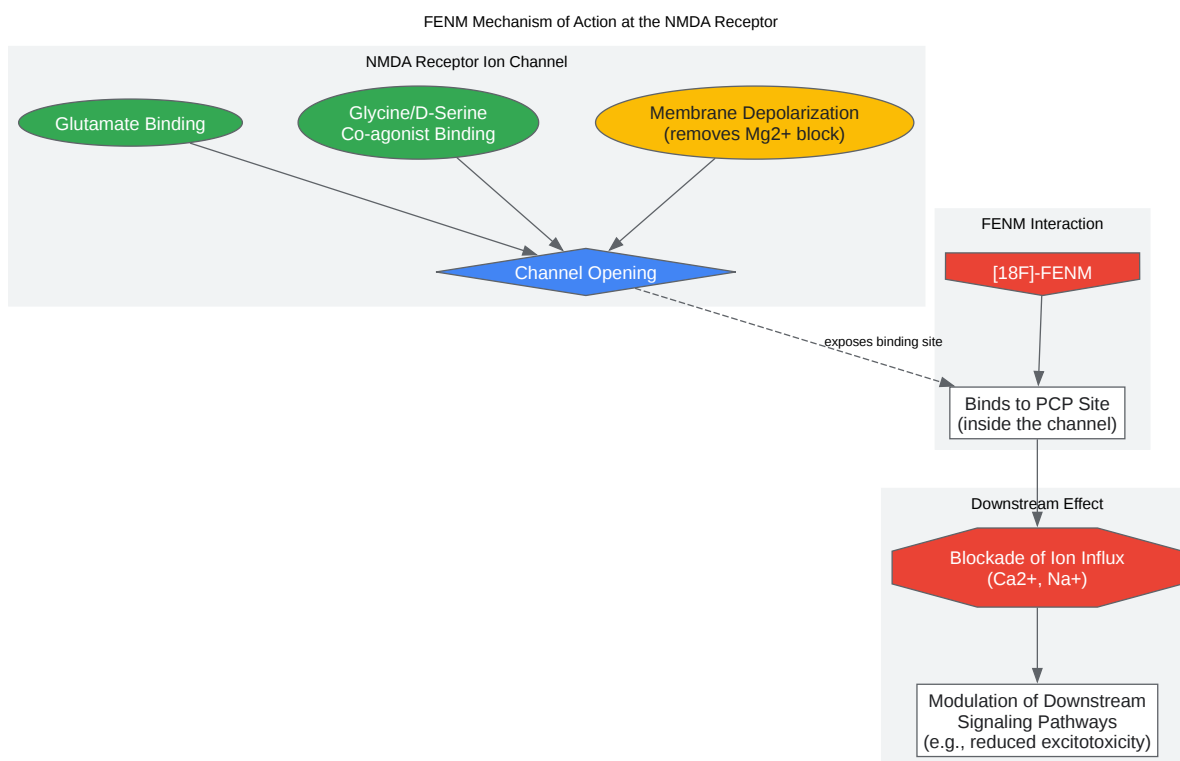 FENM Mechanism of Action at the NMDA Receptor
NMDA Receptor Ion Channel
Glutamate Binding
Glycine/D-Serine
Co-agonist Binding
Membrane Depolarization
(removes Mg2+ block)
Channel Opening
FENM Interaction
[18F]-FENM
exposes binding site
Binds to PCP Site
(inside the channel)
Downstream Effect
Blockade of Ion Influx
(Ca2+, Na+)
Modulation of Downstream
Signaling Pathways
(e.g., reduced excitotoxicity)